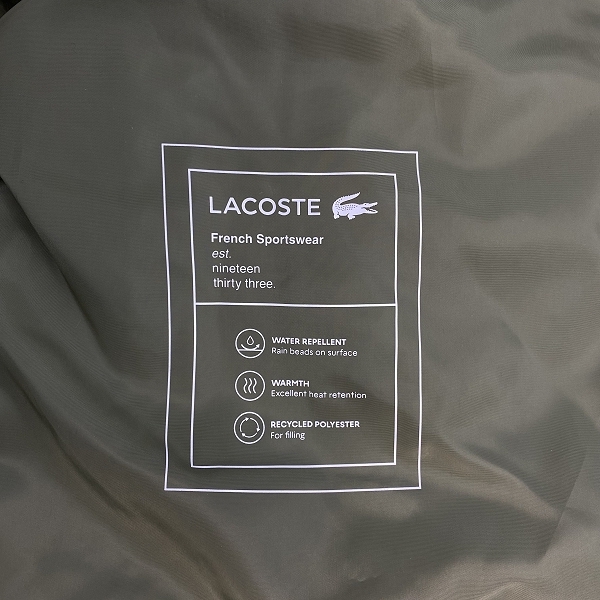 LACOSTE
French Sportswear
est.
nineteen
thirty three.
WATER REPELLENT
Rain beads on surface
WARMTH
Excellent heat retention
RECYCLED POLYESTER
For filling